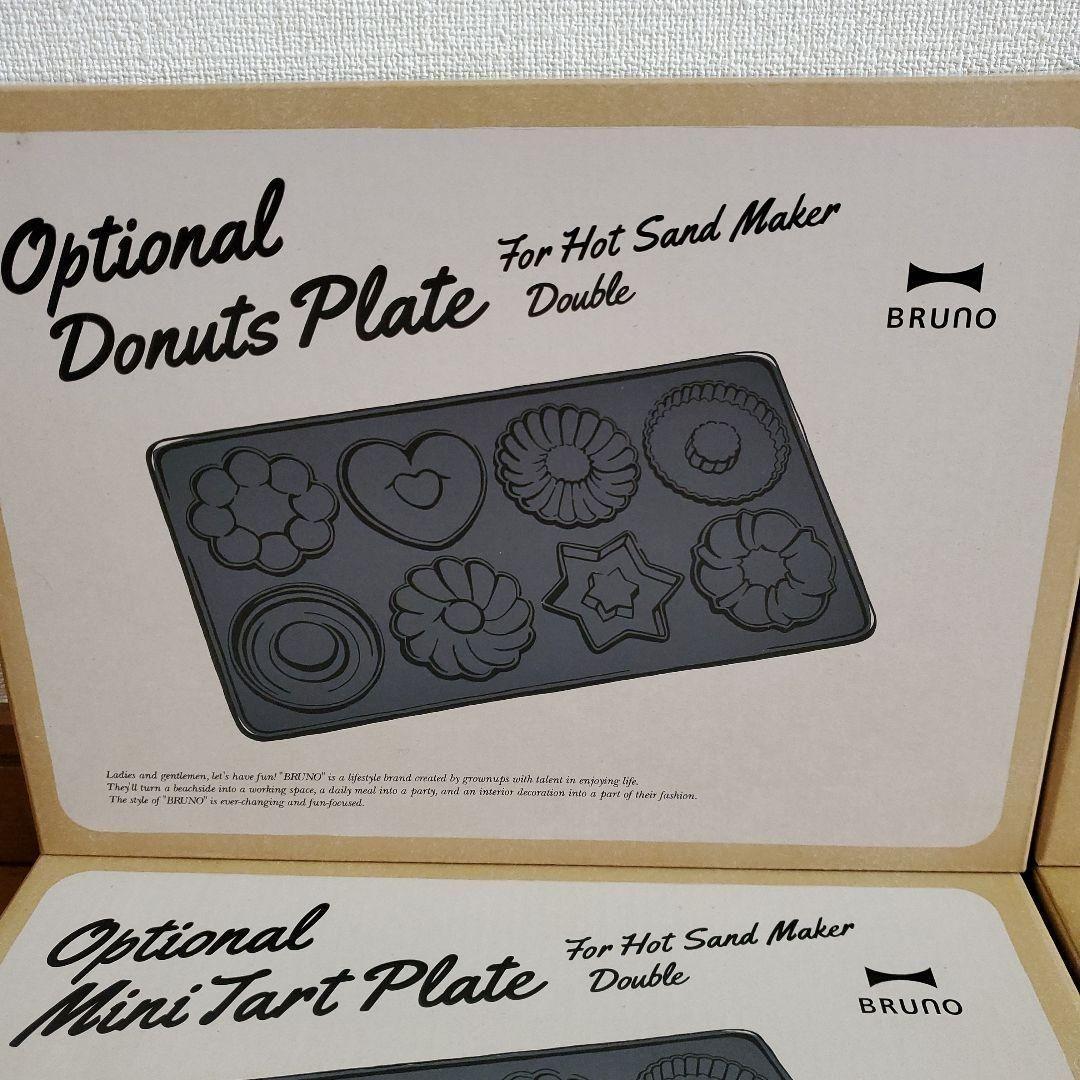 Optional
Donuts Plate
For Hot Sand Maker
Double
BRUNO
Ladies and gentlemen, let's have fun! "BRUNO" is a lifestyle brand created by grownups with talent in enjoying life.
They'll turn a beachside into a working space, a daily meal into a party, and an interior decoration into a part of their fashion.
The style of "BRUNO" is ever-changing and fun-focused.
Optional
Mini Tart Plate
For Hot Sand Maker
Double
BRUNO